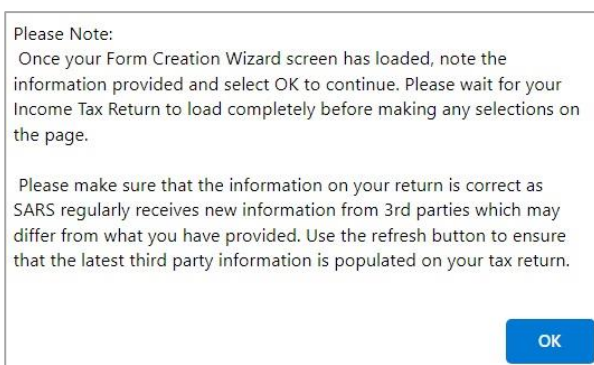 Please Note:
Once your Form Creation Wizard screen has loaded, note the
information provided and select OK to continue. Please wait for your
Income Tax Return to load completely before making any selections on
the page.
Please make sure that the information on your return is correct as
SARS regularly receives new information from 3rd parties which may
differ from what you have provided. Use the refresh button to ensure
that the latest third party information is populated on your tax return.
OK